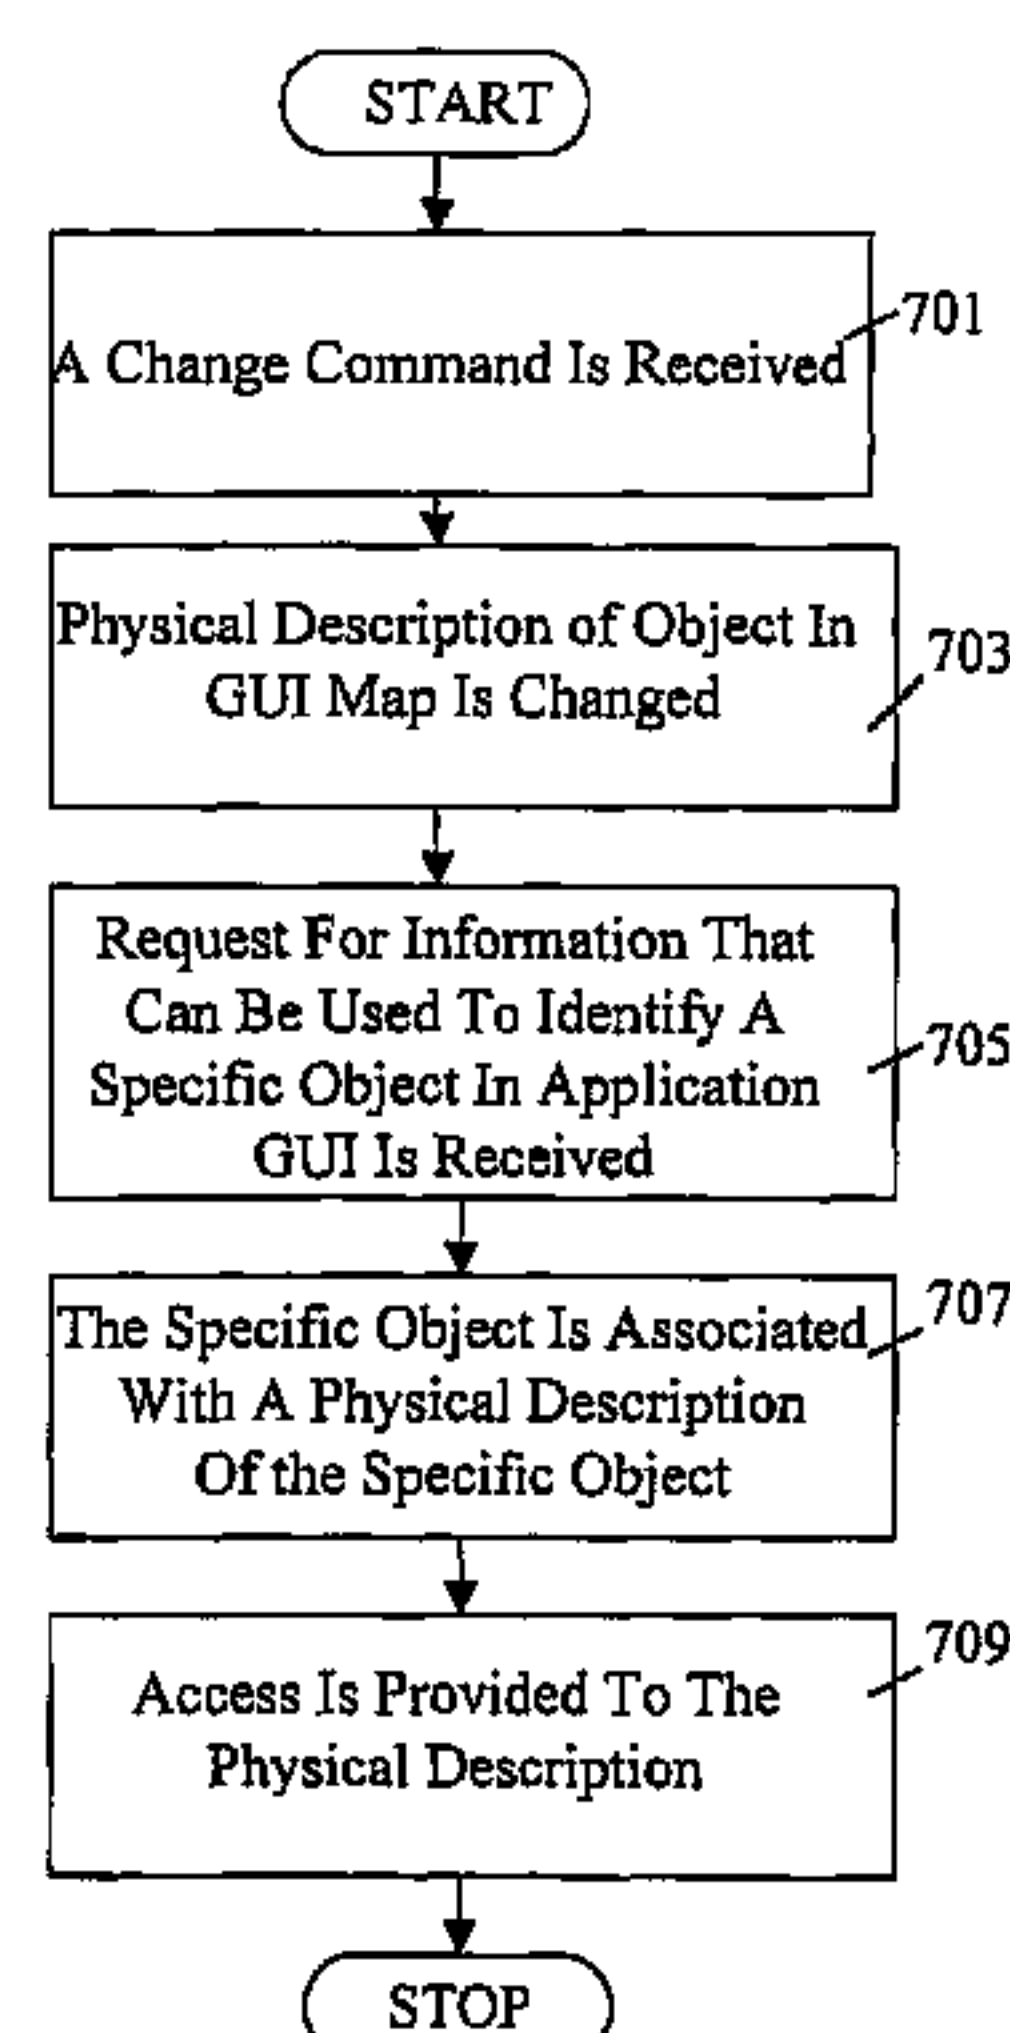 START
A Change Command Is Received
701
Physical Description of Object In
GUI Map Is Changed
703
Request For Information That
Can Be Used To Identify A
Specific Object In Application
GUI Is Received
705
The Specific Object Is Associated
With A Physical Description
Of the Specific Object
707
Access Is Provided To The
Physical Description
709
STOP